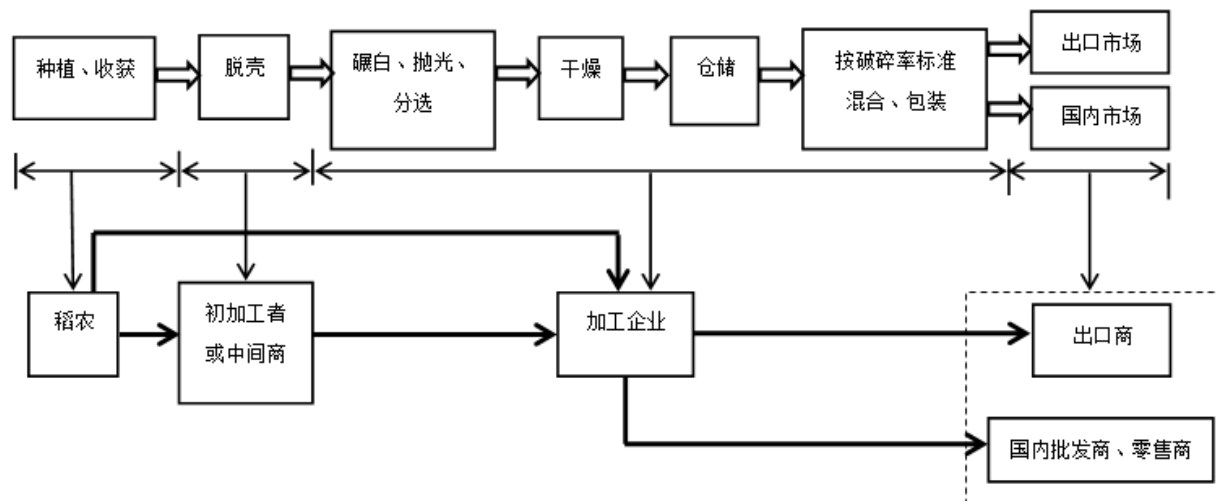 种植、收获
脱壳
碾白、抛光、
分选
干燥
仓储
按破碎率标准
混合、包装
出口市场
国内市场
稻农
初加工者
或中间商
加工企业
出口商
国内批发商、零售商